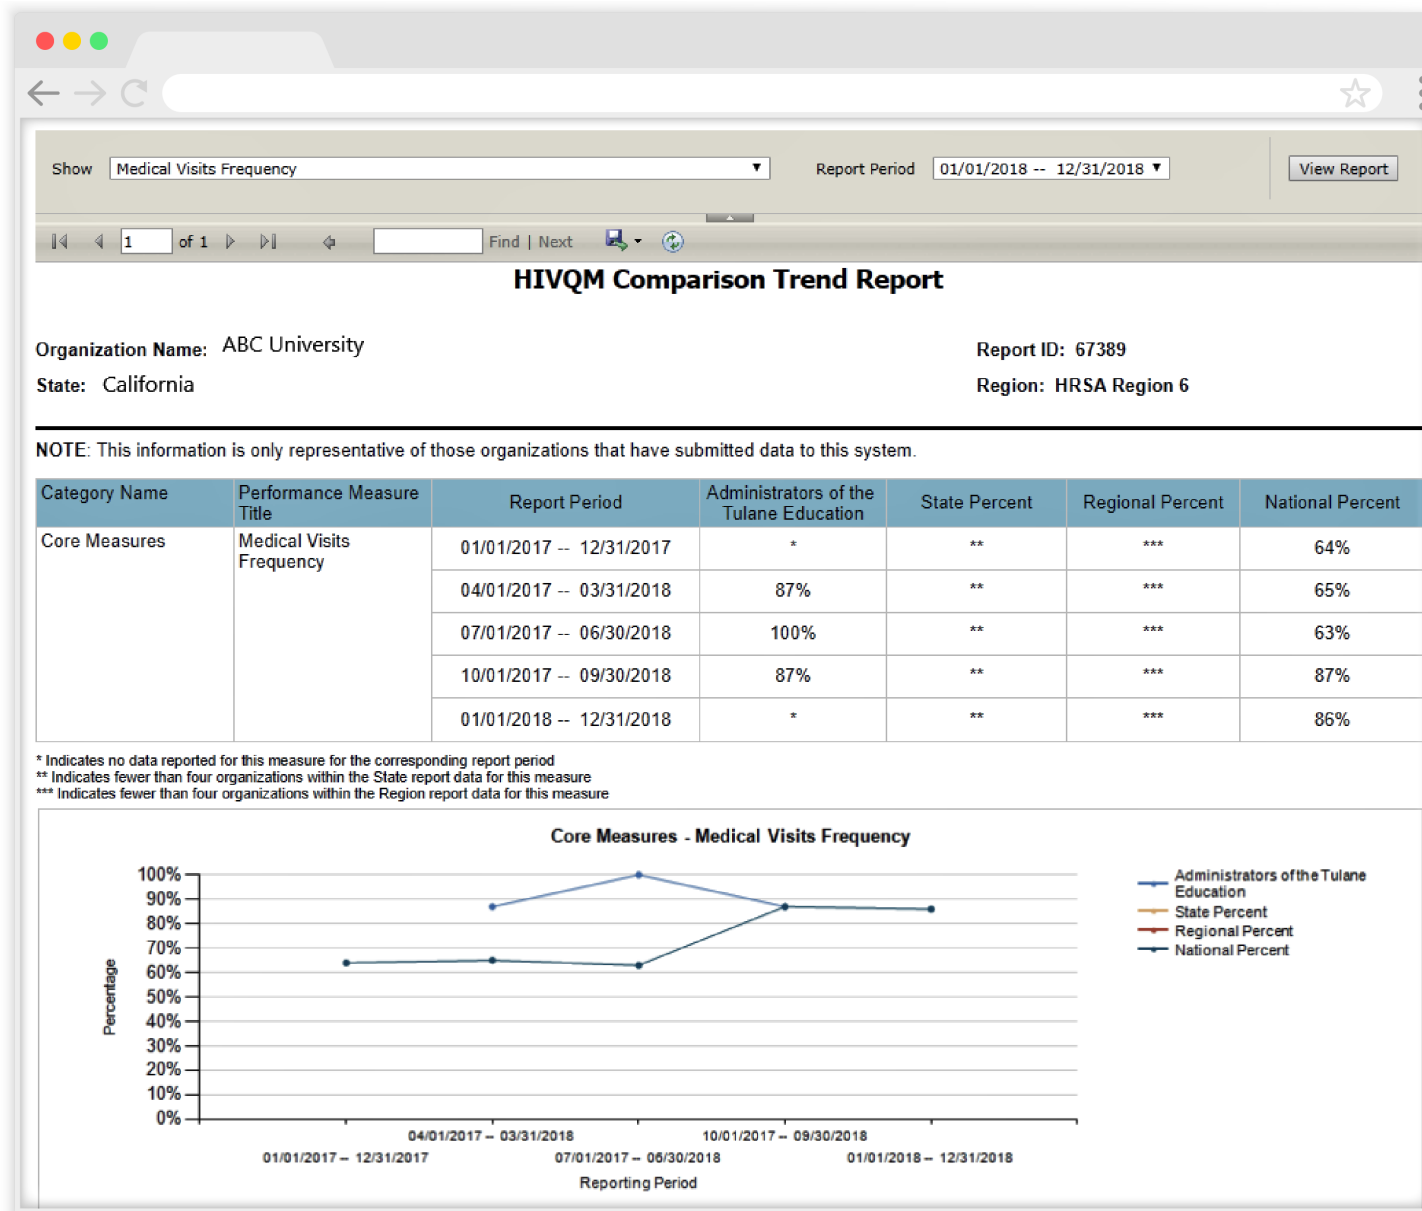 Show Medical Visits Frequency Report Period 01/01/2018 -- 12/31/2018 View Report
1 of 1 Find | Next
HIVQM Comparison Trend Report
Organization Name: ABC University Report ID: 67389
State: California Region: HRSA Region 6
NOTE: This information is only representative of those organizations that have submitted data to this system.
Category Name Performance Measure Title Report Period Administrators of the Tulane Education State Percent Regional Percent National Percent
Core Measures Medical Visits Frequency 01/01/2017 -- 12/31/2017 * ** *** 64%
04/01/2017 -- 03/31/2018 87% ** *** 65%
07/01/2017 -- 06/30/2018 100% ** *** 63%
10/01/2017 -- 09/30/2018 87% ** *** 87%
01/01/2018 -- 12/31/2018 * ** *** 86%
* Indicates no data reported for this measure for the corresponding report period
** Indicates fewer than four organizations within the State report data for this measure
*** Indicates fewer than four organizations within the Region report data for this measure
Core Measures - Medical Visits Frequency
Percentage
100%
90%
80%
70%
60%
50%
40%
30%
20%
10%
0%
04/01/2017 -- 03/31/2018 10/01/2017 -- 09/30/2018
01/01/2017 -- 12/31/2017 07/01/2017 -- 06/30/2018 01/01/2018 -- 12/31/2018
Reporting Period
Administrators of the Tulane
Education
State Percent
Regional Percent
National Percent